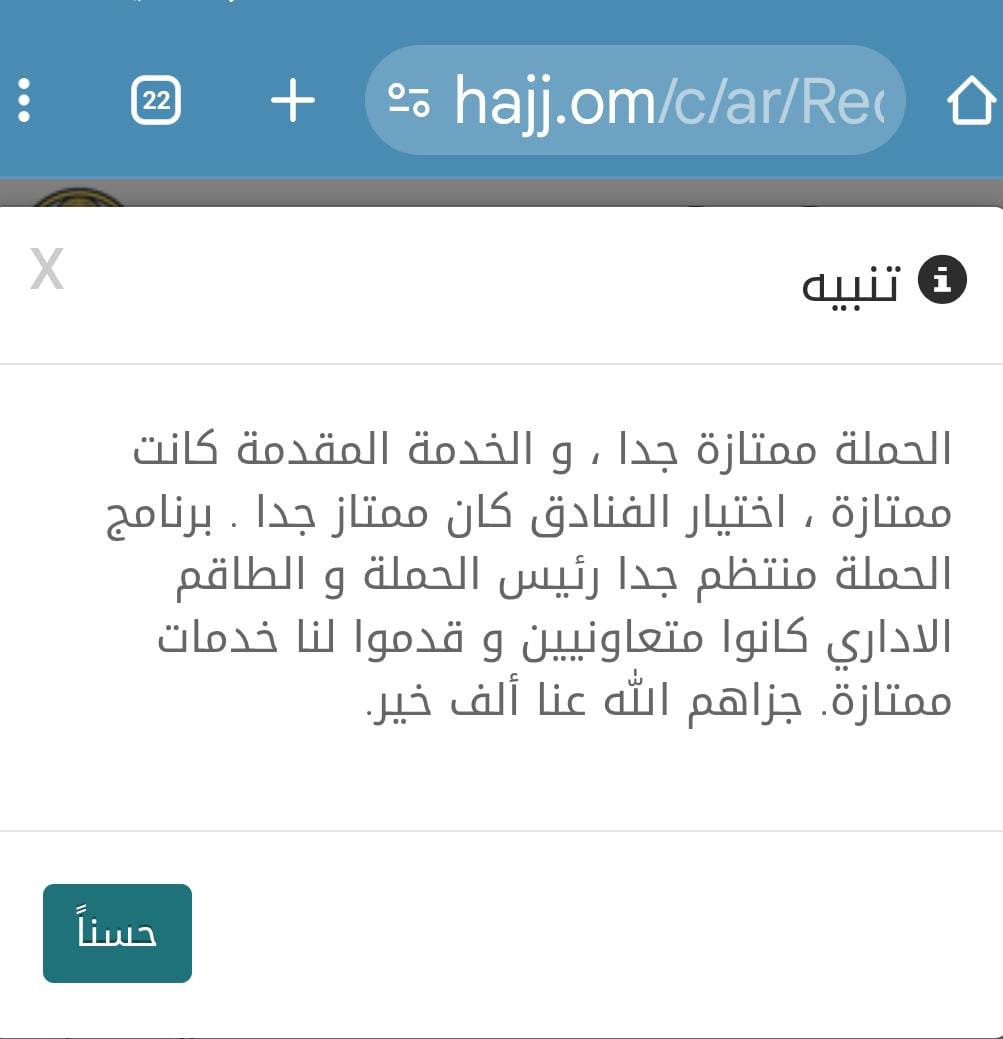 22
hajj.om/c/ar/Re
تنبيه
X
الحملة ممتازة جدا ، و الخدمة المقدمة كانت
ممتازة ، اختيار الفنادق كان ممتاز جدا . برنامج
الحملة منتظم جدا رئيس الحملة و الطاقم
الاداري كانوا متعاونيين و قدموا لنا خدمات
ممتازة. جزاهم الله عنا ألف خير.
حسناً